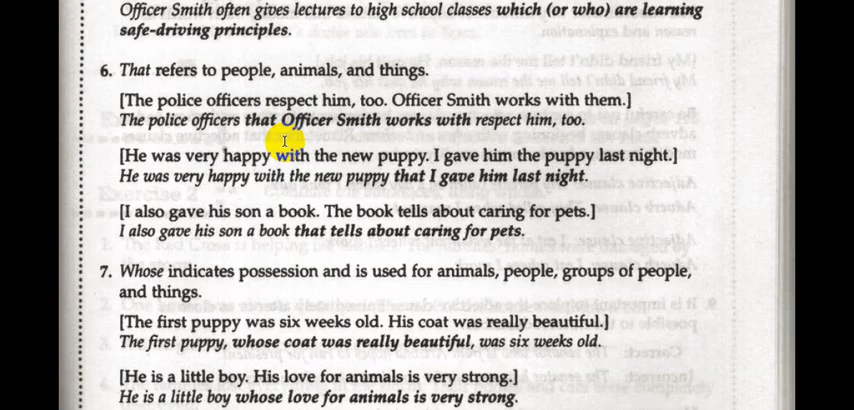 Officer Smith often gives lectures to high school classes which (or who) are learning
safe-driving principles.
6. That refers to people, animals, and things.
[The police officers respect him, too. Officer Smith works with them.]
The police officers that Officer Smith works with respect him, too.
[He was very happy with the new puppy. I gave him the puppy last night.]
He was very happy with the new puppy that I gave him last night.
[I also gave his son a book. The book tells about caring for pets.]
I also gave his son a book that tells about caring for pets.
7. Whose indicates possession and is used for animals, people, groups of people,
and things.
[The first puppy was six weeks old. His coat was really beautiful.]
The first puppy, whose coat was really beautiful, was six weeks old.
[He is a little boy. His love for animals is very strong.]
He is a little boy whose love for animals is very strong.